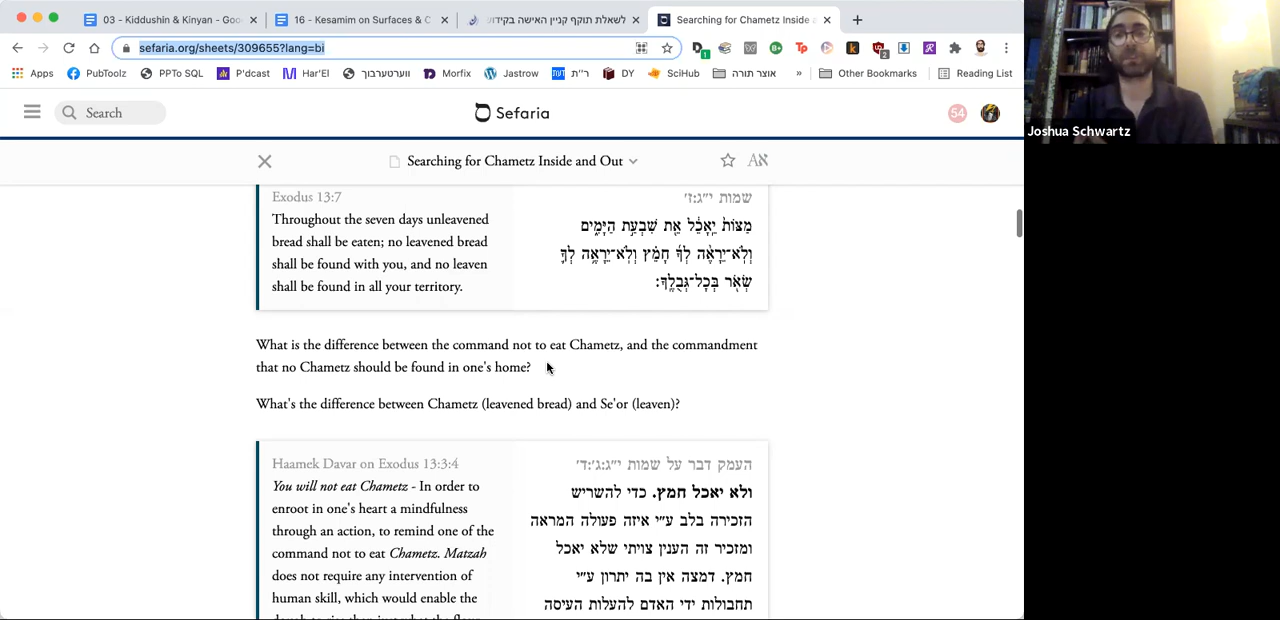 03 - Kiddushin & Kinyan - Goo
16 - Kesamim on Surfaces & C
לשאלת תוקף קניין האישה בקידוש
Searching for Chametz Inside a
sefaria.org/sheets/309655?lang=bi
Apps
PubToolz
PPTo SQL
P'dcast
Har'El
ווערטערבוך
Morfix
Jastrow
ר״ת
DY
SciHub
אוצר תורה
»
Other Bookmarks
Reading List
Search
Sefaria
54
Searching for Chametz Inside and Out
Exodus 13:7
Throughout the seven days unleavened
bread shall be eaten; no leavened bread
shall be found with you, and no leaven
shall be found in all your territory.
שמות י״ג:ז׳
מַצּוֹת֙ יֵֽאָכֵ֔ל אֵ֖ת שִׁבְעַ֣ת הַיָּמִ֑ים
וְלֹֽא־יֵרָאֶ֨ה לְךָ֜ חָמֵ֗ץ וְלֹֽא־יֵרָאֶ֥ה לְךָ֛
שְׂאֹ֖ר בְּכׇל־גְּבֻלֶֽךָ׃
What is the difference between the command not to eat Chametz, and the commandment
that no Chametz should be found in one's home?
What's the difference between Chametz (leavened bread) and Se'or (leaven)?
Haamek Davar on Exodus 13:3:4
You will not eat Chametz - In order to
enroot in one's heart a mindfulness
through an action, to remind one of the
command not to eat Chametz. Matzah
does not require any intervention of
human skill, which would enable the
העמק דבר על שמות י״ג:ג׳:ד׳
ולא יאכל חמץ. כדי להשריש
הזכירה בלב ע״י איזה פעולה המראה
ומזכיר זה הענין צויתי שלא יאכל
חמץ. דמצה אין בה יתרון ע״י
תחבולות ידי האדם להעלות העיסה
Joshua Schwartz